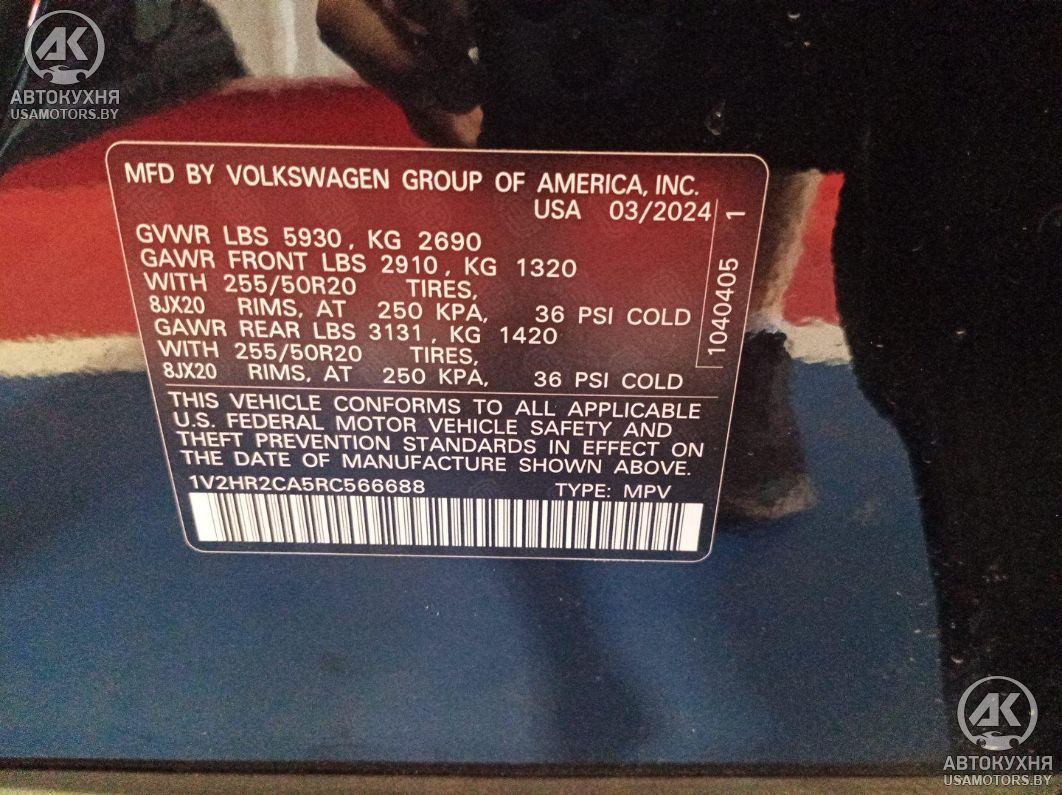 AK
АВТОКУХНЯ
USAMOTORS.BY
MFD BY VOLKSWAGEN GROUP OF AMERICA, INC.
USA 03/2024
GVWR LBS 5930, KG 2690
GAWR FRONT LBS 2910, KG 1320
WITH 255/50R20 TIRES,
8JX20 RIMS, AT 250 KPA, 36 PSI COLD
GAWR REAR LBS 3131, KG 1420
WITH 255/50R20 TIRES,
8JX20 RIMS, AT 250 KPA, 36 PSI COLD
1040405 1
THIS VEHICLE CONFORMS TO ALL APPLICABLE
U.S. FEDERAL MOTOR VEHICLE SAFETY AND
THEFT PREVENTION STANDARDS IN EFFECT ON
THE DATE OF MANUFACTURE SHOWN ABOVE.
1V2HR2CA5RC566688 TYPE: MPV
AK
АВТОКУХНЯ
USAMOTORS.BY